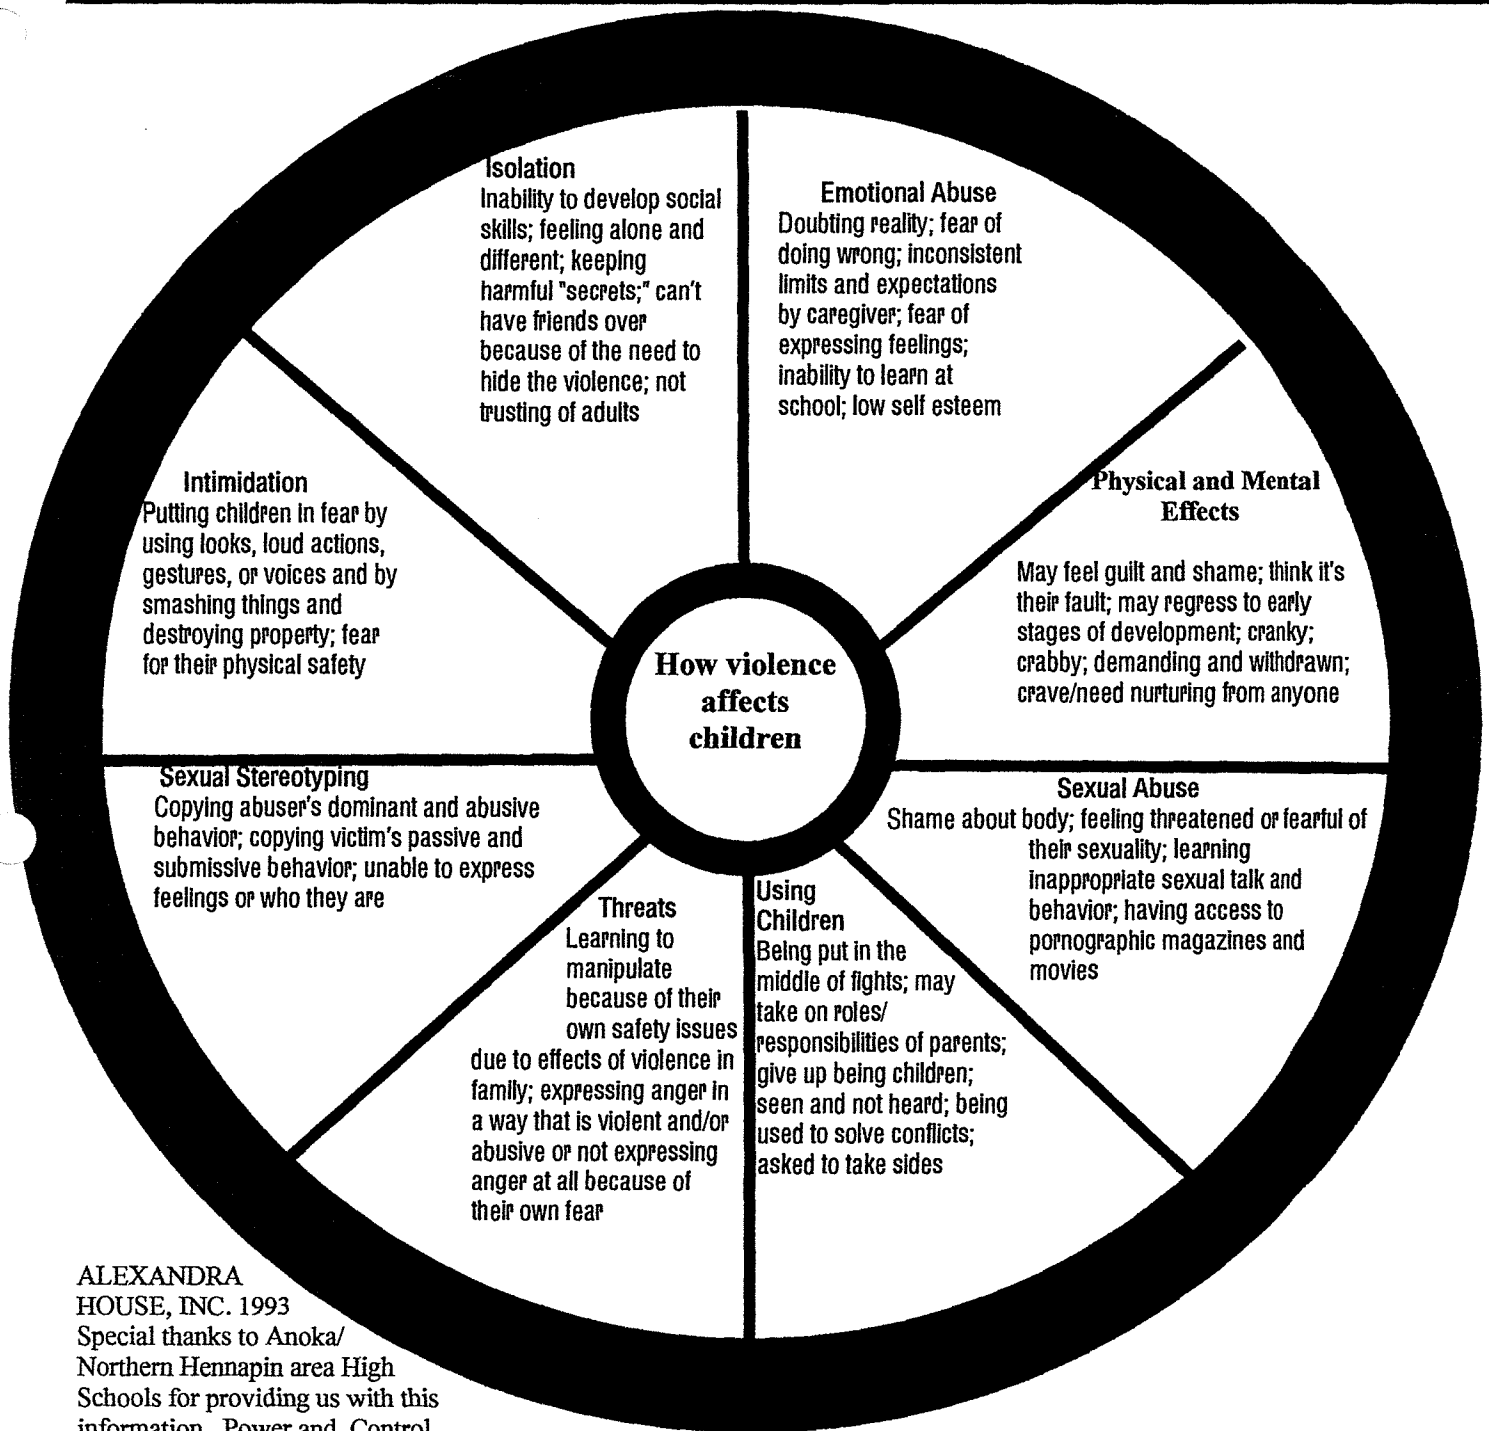 Isolation
Inability to develop social
skills; feeling alone and
different; keeping
harmful "secrets;" can't
have friends over
because of the need to
hide the violence; not
trusting of adults
Emotional Abuse
Doubting reality; fear of
doing wrong; inconsistent
limits and expectations
by caregiver; fear of
expressing feelings;
inability to learn at
school; low self esteem
Physical and Mental
Effects
May feel guilt and shame; think it's
their fault; may regress to early
stages of development; cranky;
crabby; demanding and withdrawn;
crave/need nurturing from anyone
Intimidation
Putting children in fear by
using looks, loud actions,
gestures, or voices and by
smashing things and
destroying property; fear
for their physical safety
How violence
affects
children
Sexual Stereotyping
Copying abuser's dominant and abusive
behavior; copying victim's passive and
submissive behavior; unable to express
feelings or who they are
Sexual Abuse
Shame about body; feeling threatened or fearful of
their sexuality; learning
inappropriate sexual talk and
behavior; having access to
pornographic magazines and
movies
Threats
Learning to
manipulate
because of their
own safety issues
due to effects of violence in
family; expressing anger in
a way that is violent and/or
abusive or not expressing
anger at all because of
their own fear
Using
Children
Being put in the
middle of fights; may
take on roles/
responsibilities of parents;
give up being children;
seen and not heard; being
used to solve conflicts;
asked to take sides
ALEXANDRA
HOUSE, INC. 1993
Special thanks to Anoka/
Northern Hennapin area High
Schools for providing us with this
information. Power and Control